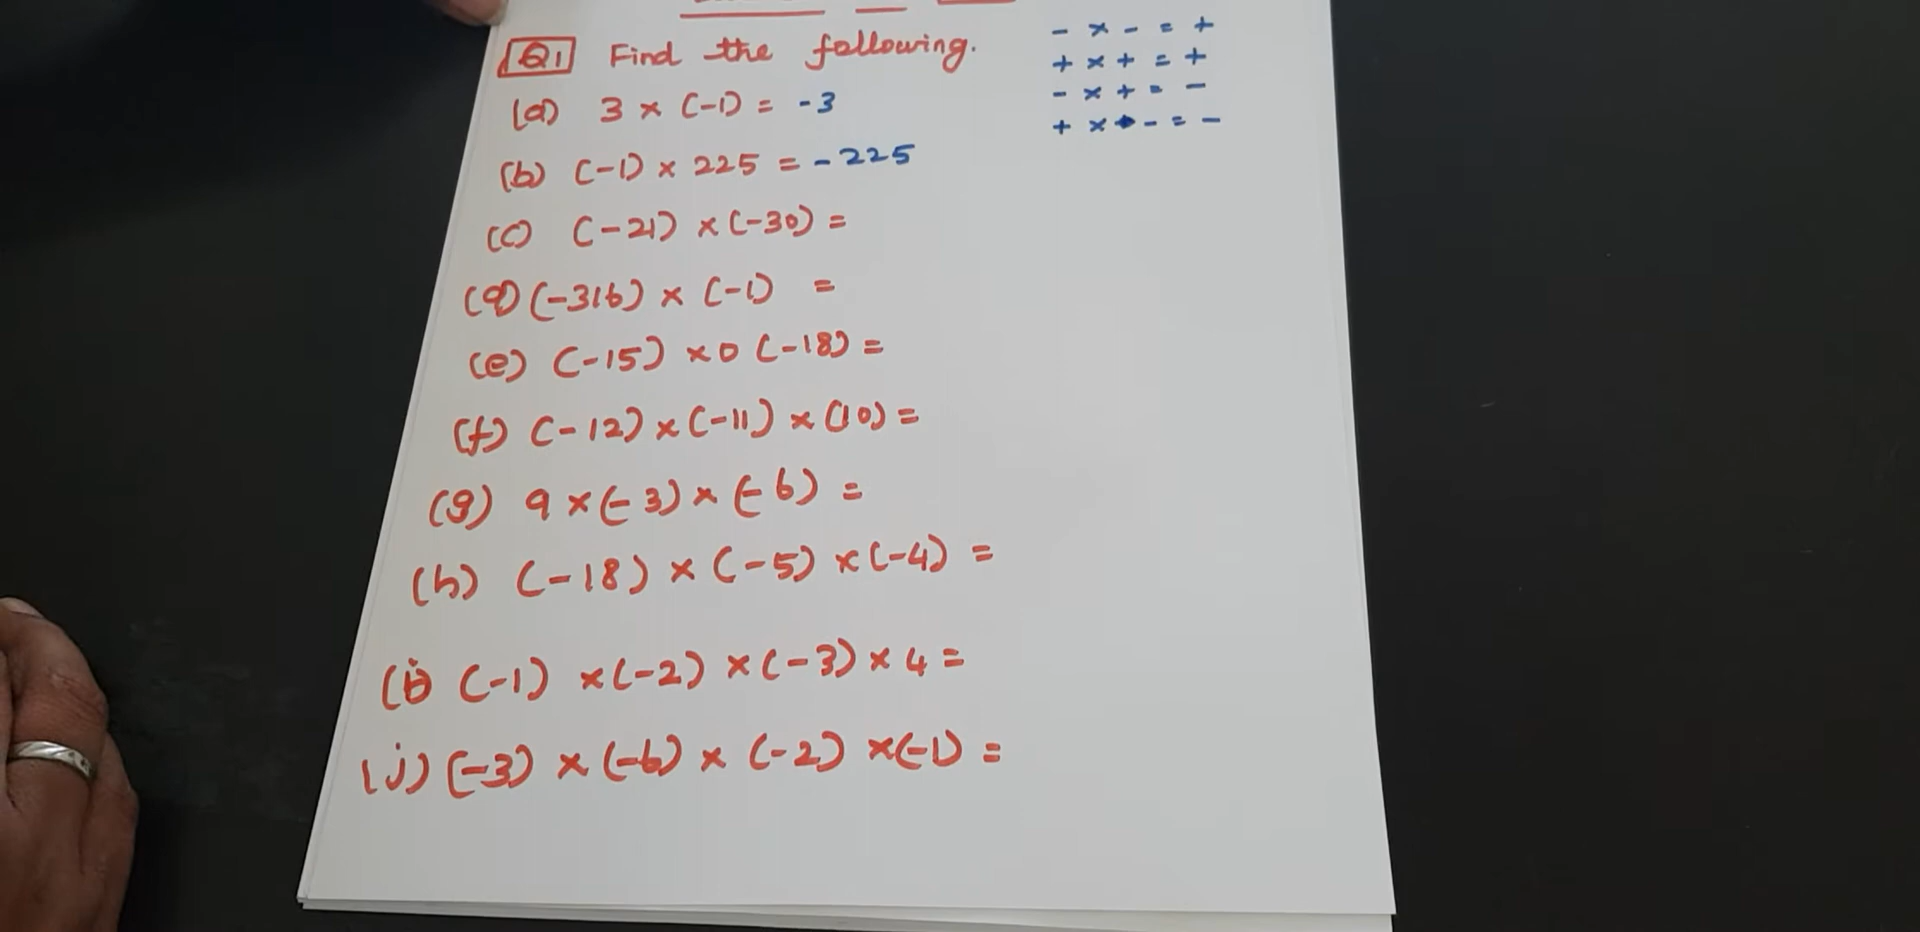 Q1 Find the following.
(a) 3 × (-1) = -3
(b) (-1) × 225 = -225
(c) (-21) × (-30) =
(d) (-316) × (-1) =
(e) (-15) × 0 (-18) =
(f) (-12) × (-11) × (10) =
(g) 9 × (-3) × (-6) =
(h) (-18) × (-5) × (-4) =
(i) (-1) × (-2) × (-3) × 4 =
(j) (-3) × (-6) × (-2) × (-1) =
- × - = +
+ × + = +
- × + = -
+ × - = -